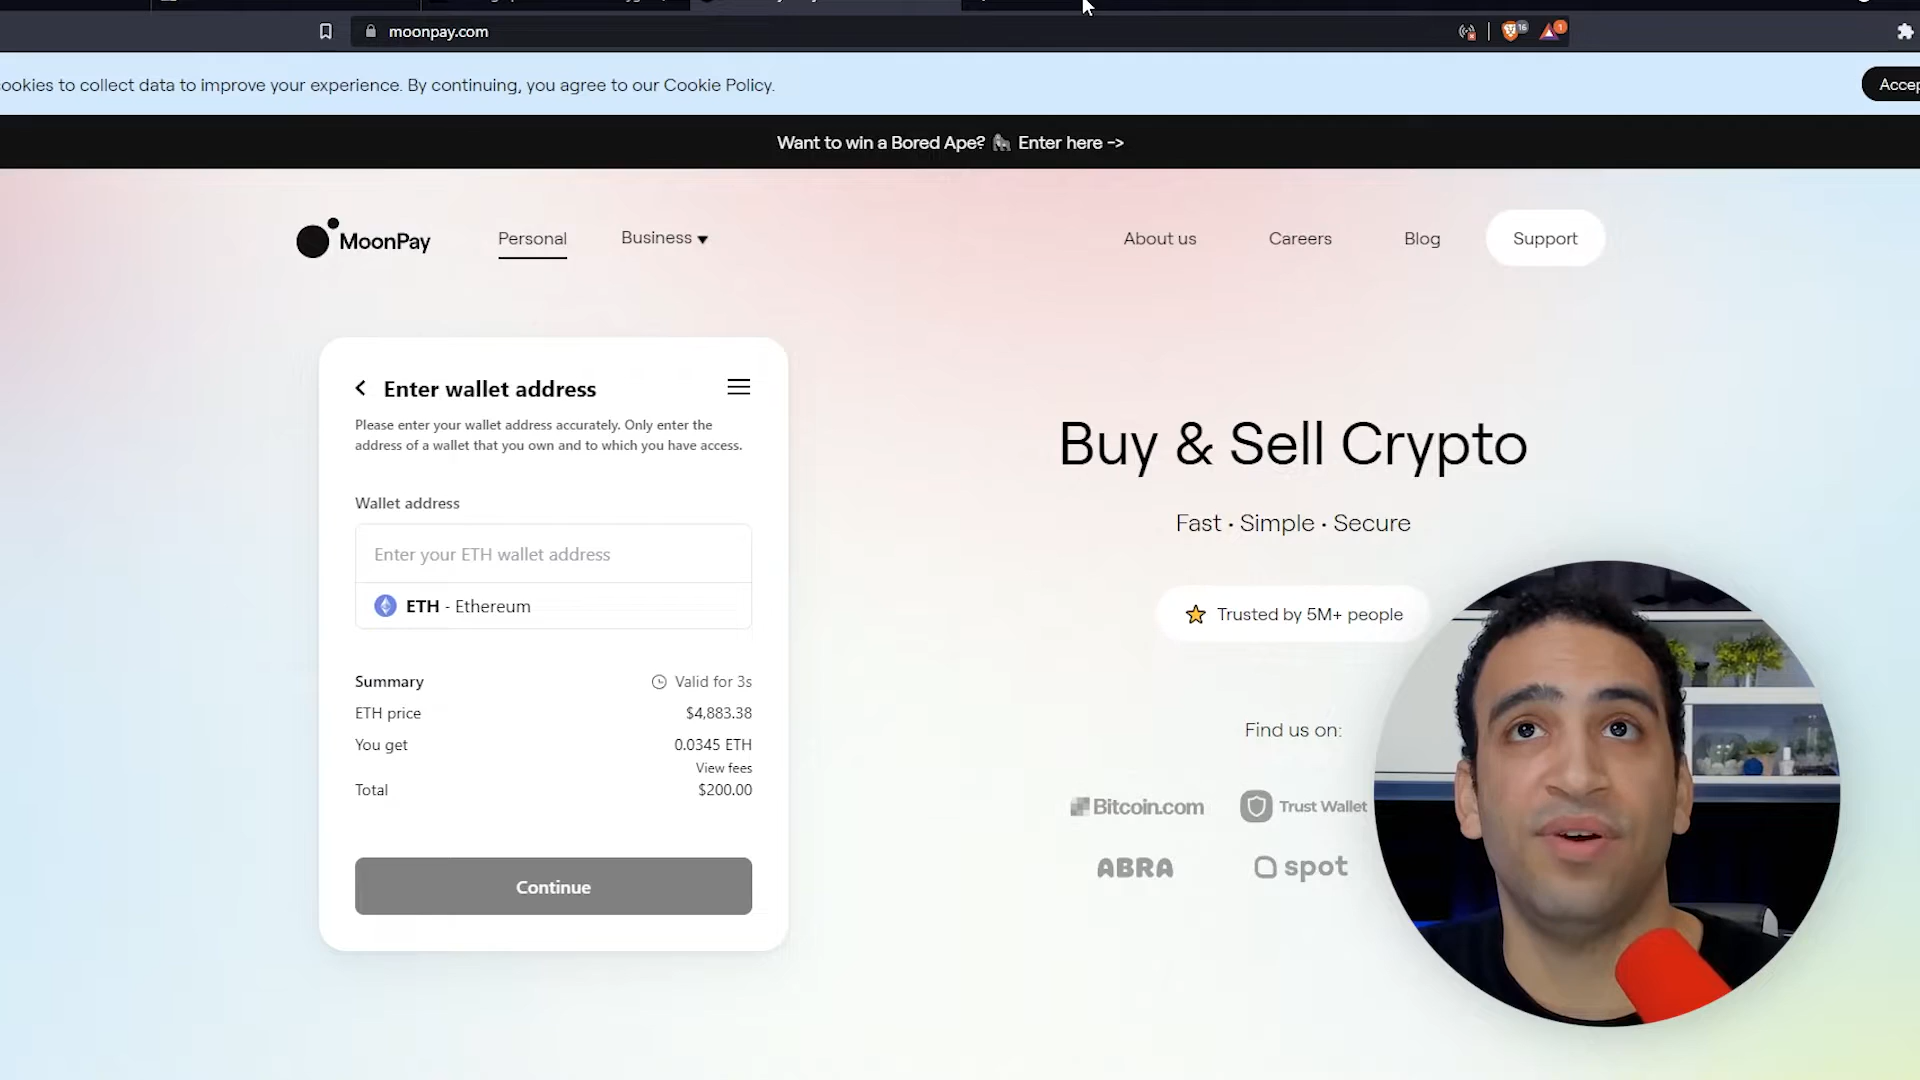 moonpay.com
16
1
ookies to collect data to improve your experience. By continuing, you agree to our Cookie Policy.
Accep
Want to win a Bored Ape? 🦍 Enter here ->
MoonPay
Personal
Business
About us
Careers
Blog
Support
Enter wallet address
Please enter your wallet address accurately. Only enter the
address of a wallet that you own and to which you have access.
Wallet address
Enter your ETH wallet address
ETH - Ethereum
Summary
Valid for 3s
ETH price
$4,883.38
You get
0.0345 ETH
View fees
Total
$200.00
Continue
Buy & Sell Crypto
Fast · Simple · Secure
Trusted by 5M+ people
Find us on:
Bitcoin.com
Trust Wallet
ABRA
spot